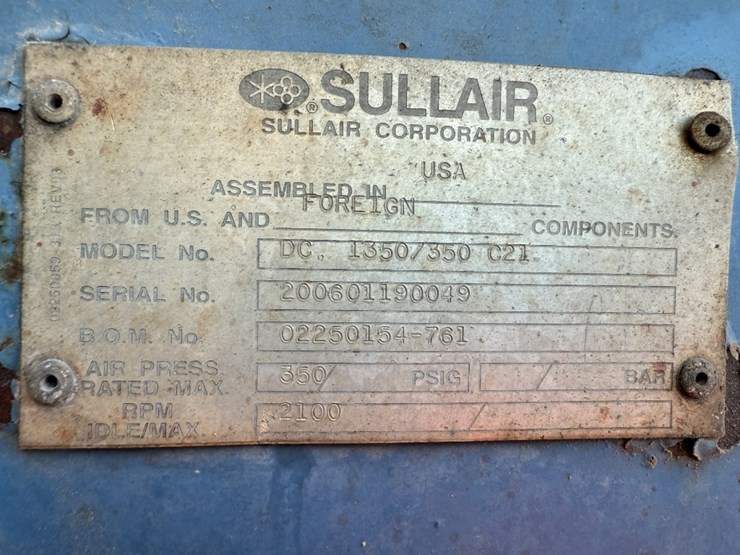 ® SULLAIR®
SULLAIR CORPORATION
ASSEMBLED IN USA
FROM U.S. AND FOREIGN COMPONENTS.
MODEL No. DC. 1350/350 C21
SERIAL No. 200601190049
B.O.M. No. 02250154-761
AIR PRESS. RATED MAX. 350/ PSIG / BAR
RPM IDLE/MAX. 2100 /